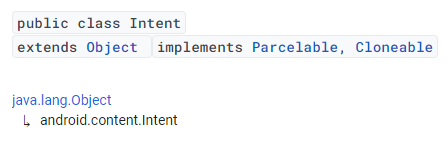 public class Intent
extends Object implements Parcelable, Cloneable
java.lang.Object
↳ android.content.Intent